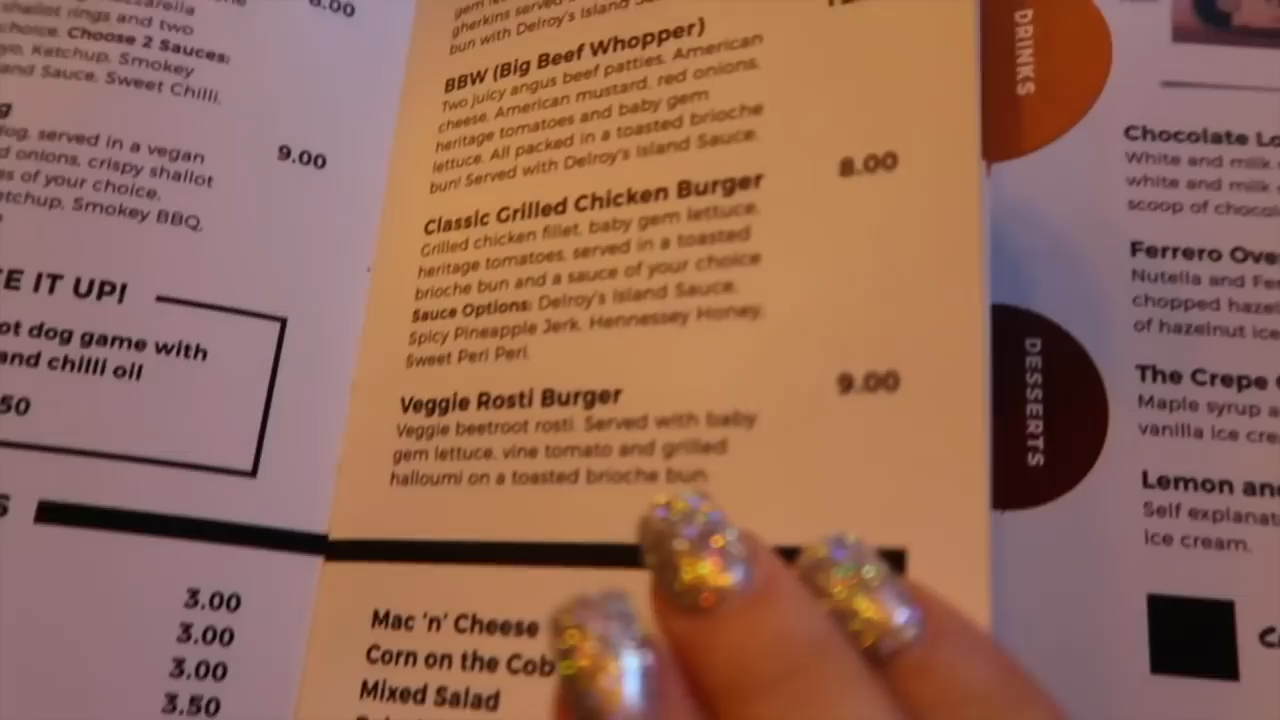 shallot rings and two
choice. Choose 2 Sauces:
Ketchup, Smokey
Sauce, Sweet Chilli,
served in a vegan
onions, crispy shallot
of your choice.
Smokey BBQ,
9.00
IT UP!
dog game with
and chilli oil
50
3.00
3.00
3.00
3.50
gherkins served
bun with Delroy's Island Sauce.
BBW (Big Beef Whopper)
Two juicy angus beef patties, American
cheese, American mustard, red onions,
heritage tomatoes and baby gem
lettuce. All packed in a toasted brioche
bun! Served with Delroy's Island Sauce.
Classic Grilled Chicken Burger
8.00
Grilled chicken fillet, baby gem lettuce,
heritage tomatoes, served in a toasted
brioche bun and a sauce of your choice
Sauce Options: Delroy's Island Sauce,
Spicy Pineapple Jerk, Hennessey Honey,
Sweet Peri Peri.
Veggie Rosti Burger
9.00
Veggie beetroot rosti. Served with baby
gem lettuce, vine tomato and grilled
halloumi on a toasted brioche bun
Mac 'n' Cheese
Corn on the Cob
Mixed Salad
DRINKS
DESSERTS
Chocolate
White and milk
white and milk
scoop of
Ferrero
Nutella and
chopped
of hazelnut
The Crepe
Maple syrup
vanilla ice
Lemon
Self
ice cream.